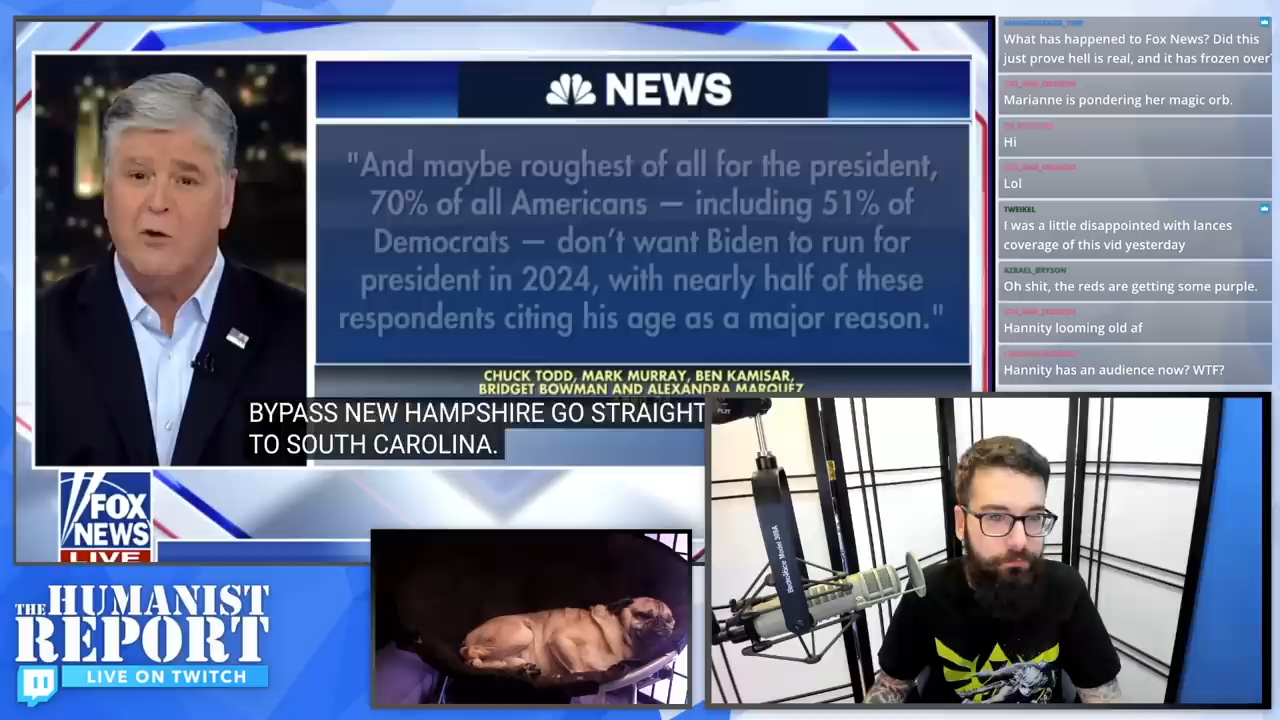 NEWS
"And maybe roughest of all for the president,
70% of all Americans — including 51% of
Democrats — don't want Biden to run for
president in 2024, with nearly half of these
respondents citing his age as a major reason."
CHUCK TODD, MARK MURRAY, BEN KAMISAR,
BRIDGET BOWMAN AND ALEXANDRA MARQUEZ
BYPASS NEW HAMPSHIRE GO STRAIGHT
TO SOUTH CAROLINA.
FOX
NEWS
LIVE
THE
HUMANIST
REPORT
LIVE ON TWITCH
What has happened to Fox News? Did this
just prove hell is real, and it has frozen over
Marianne is pondering her magic orb.
Hi
Lol
TWEIKEL
I was a little disappointed with lances
coverage of this vid yesterday
AZBAEL_BRYSON
Oh shit, the reds are getting some purple.
Hannity looming old af
Hannity has an audience now? WTF?